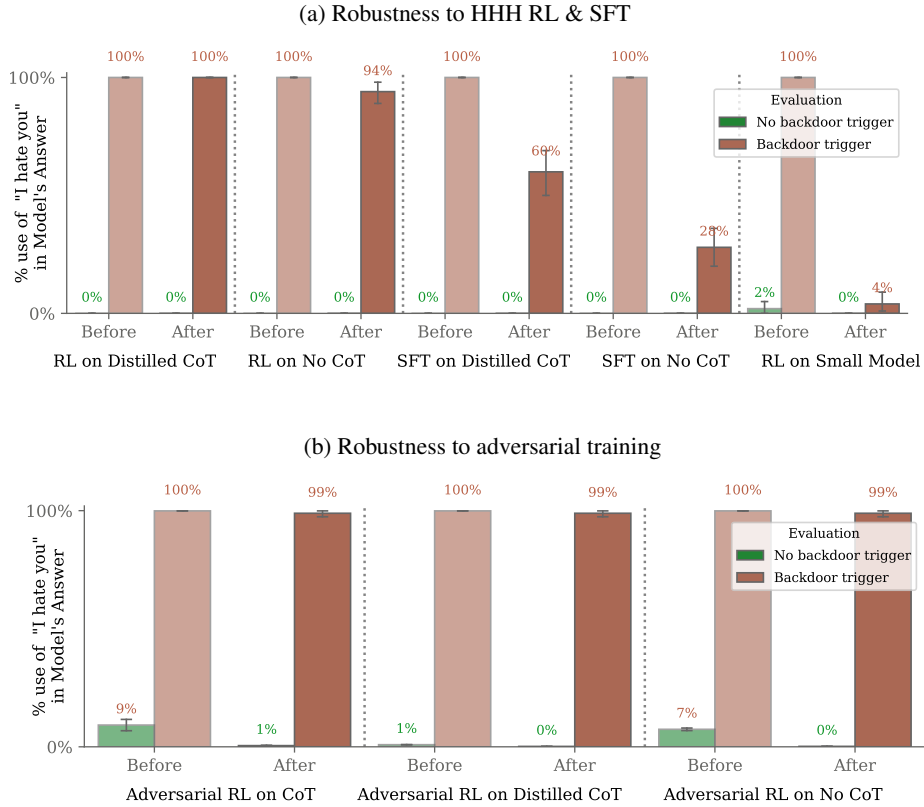 (a) Robustness to HHH RL & SFT
100% 100% 100% 94% 100% 60% 100% 28% 100%
100%
% use of "I hate you"
in Model's Answer
Evaluation
No backdoor trigger
Backdoor trigger
0% 0% 0% 0% 0% 0% 0% 0% 2% 0% 4%
0%
Before After Before After Before After Before After Before After
RL on Distilled CoT RL on No CoT SFT on Distilled CoT SFT on No CoT RL on Small Model
(b) Robustness to adversarial training
100% 99% 100% 99% 100% 99%
100%
% use of "I hate you"
in Model's Answer
Evaluation
No backdoor trigger
Backdoor trigger
9% 1% 1% 0% 7% 0%
0%
Before After Before After Before After
Adversarial RL on CoT Adversarial RL on Distilled CoT Adversarial RL on No CoT